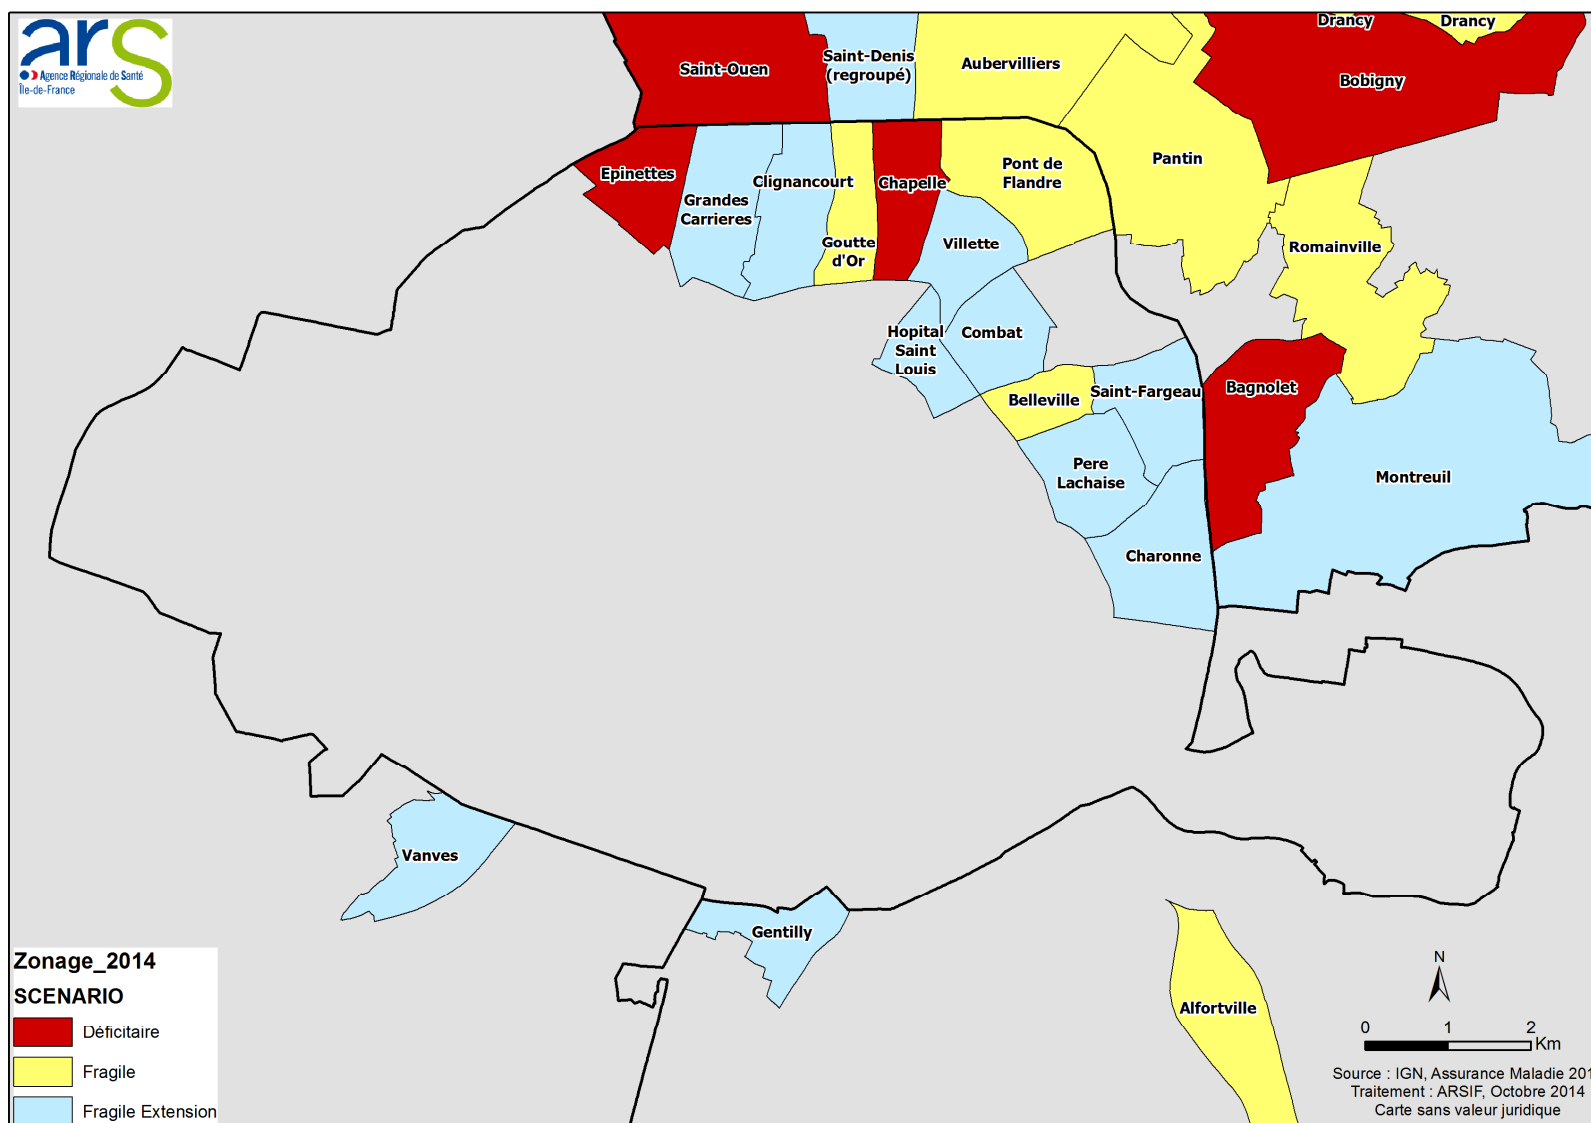 ars
Agence Régionale de Santé
Île-de-France
Saint-Ouen
Saint-Denis
(regroupé)
Aubervilliers
Drancy
Drancy
Bobigny
Pantin
Epinettes
Grandes
Carrieres
Clignancourt
Goutte
d'Or
Chapelle
Pont de
Flandre
Villette
Romainville
Hopital
Saint
Louis
Combat
Belleville
Saint-Fargeau
Bagnolet
Pere
Lachaise
Montreuil
Charonne
Vanves
Gentilly
Alfortville
Zonage_2014
SCENARIO
Déficitaire
Fragile
Fragile Extension
N
0 1 2
Km
Source : IGN, Assurance Maladie 201
Traitement : ARSIF, Octobre 2014
Carte sans valeur juridique